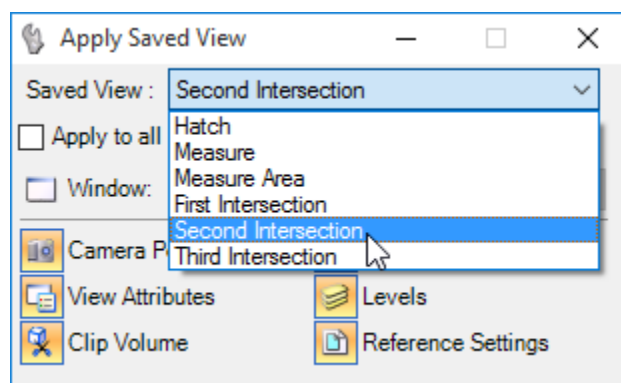 Apply Saved View
Saved View : Second Intersection
Apply to all
Hatch
Measure
Measure Area
Window:
First Intersection
Second Intersection
Third Intersection
Camera P
View Attributes
Levels
Clip Volume
Reference Settings